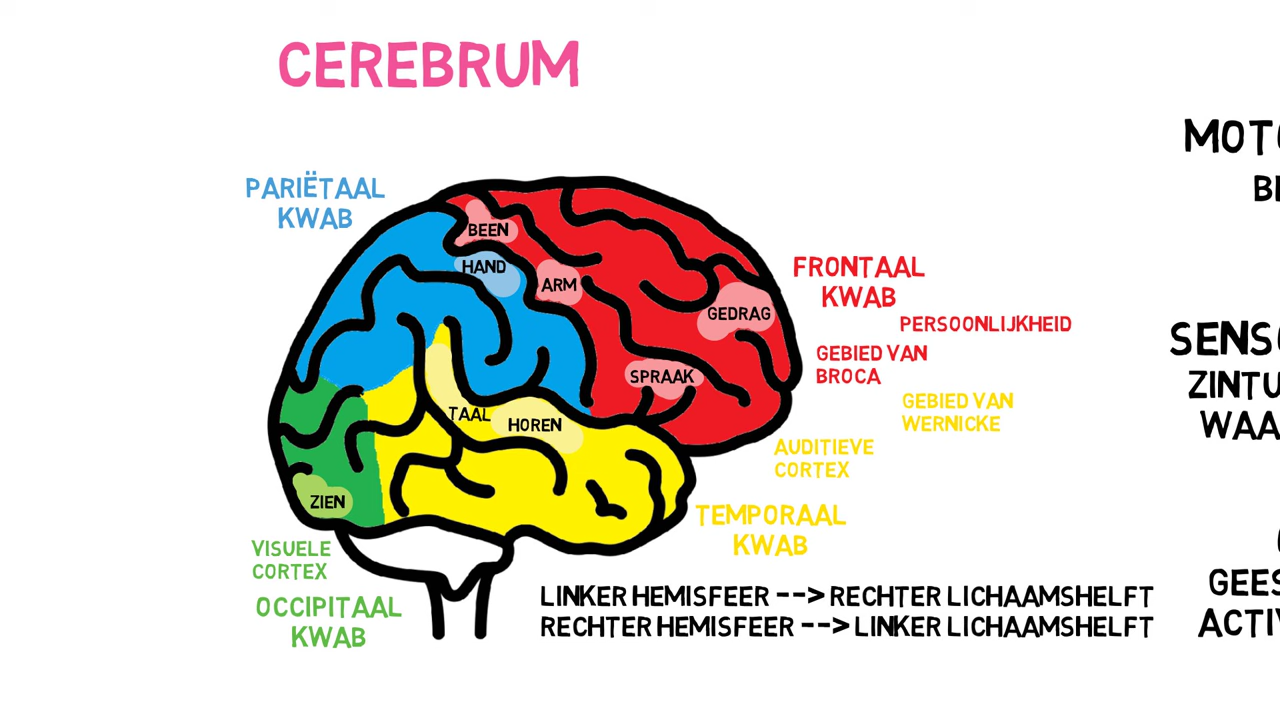 CEREBRUM
PARIËTAAL
KWAB
BEEN
HAND
ARM
GEDRAG
SPRAAK
TAAL
HOREN
ZIEN
FRONTAAL
KWAB
PERSOONLIJKHEID
GEBIED VAN
BROCA
GEBIED VAN
WERNICKE
AUDITIEVE
CORTEX
TEMPORAAL
KWAB
VISUELE
CORTEX
OCCIPITAAL
KWAB
LINKER HEMISFEER --> RECHTER LICHAAMSHELFT
RECHTER HEMISFEER --> LINKER LICHAAMSHELFT